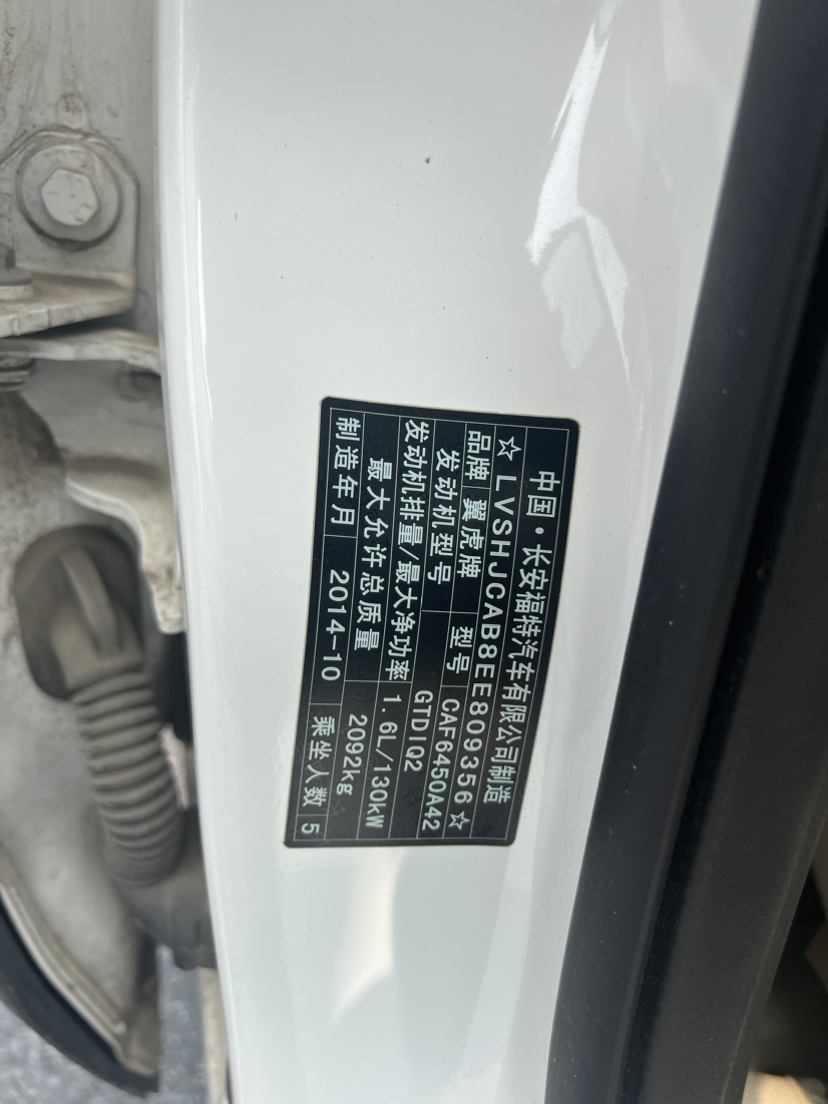 中国·长安福特汽车有限公司制造
☆LVSHJCAB8EE809356☆
品牌 翼虎牌 型号 CAF6450A42
发动机型号 GTDIQ2
发动机排量/最大净功率 1.6L/130kW
最大允许总质量 2092kg
制造年月 2014-10 乘坐人数 5